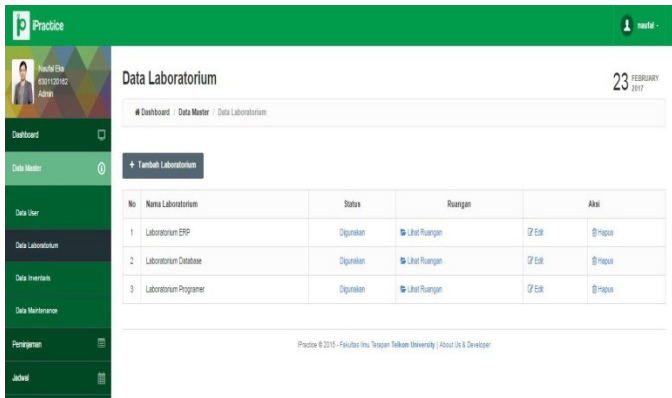 iPractice
naufal -
Naufal Eka
6301120162
Admin
Data Laboratorium
23 FEBRUARY 2017
Dashboard / Data Master / Data Laboratorium
Dashboard
Data Master
Data User
Data Laboratorium
Data Inventaris
Data Maintenance
Peminjaman
Jadwal
+ Tambah Laboratorium
No Nama Laboratorium Status Ruangan Aksi
1 Laboratorium ERP Digunakan Lihat Ruangan Edit Hapus
2 Laboratorium Database Digunakan Lihat Ruangan Edit Hapus
3 Laboratorium Programer Digunakan Lihat Ruangan Edit Hapus
iPractice © 2015 - Fakultas Ilmu Terapan Telkom University | About Us & Developer